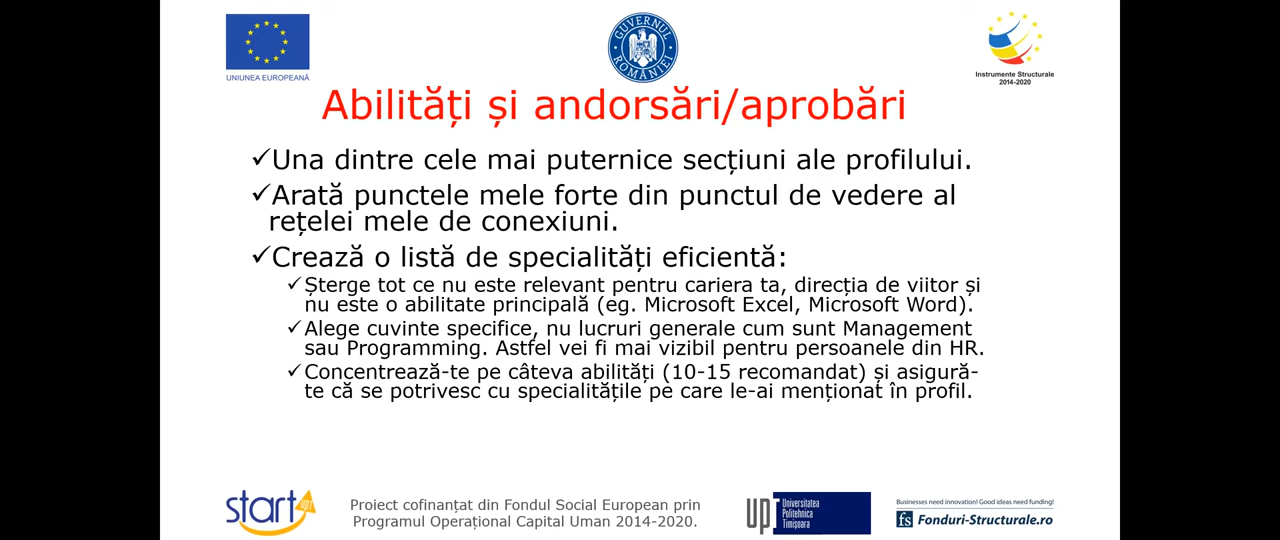 UNIUNEA EUROPEANĂ
GUVERNUL ROMÂNIEI
Instrumente Structurale
2014-2020
Abilități și andorsări/aprobări
✓Una dintre cele mai puternice secțiuni ale profilului.
✓Arată punctele mele forte din punctul de vedere al
rețelei mele de conexiuni.
✓Crează o listă de specialități eficientă:
✓Șterge tot ce nu este relevant pentru cariera ta, direcția de viitor și
nu este o abilitate principală (eg. Microsoft Excel, Microsoft Word).
✓Alege cuvinte specifice, nu lucruri generale cum sunt Management
sau Programming. Astfel vei fi mai vizibil pentru persoanele din HR.
✓Concentrează-te pe câteva abilități (10-15 recomandat) și asigură-
te că se potrivesc cu specialitățile pe care le-ai menționat în profil.
start UPT
Proiect cofinanțat din Fondul Social European prin
Programul Operațional Capital Uman 2014-2020.
UPT
Universitatea
Politehnica
Timișoara
Businesses need innovation! Good ideas need funding!
fs Fonduri-Structurale.ro